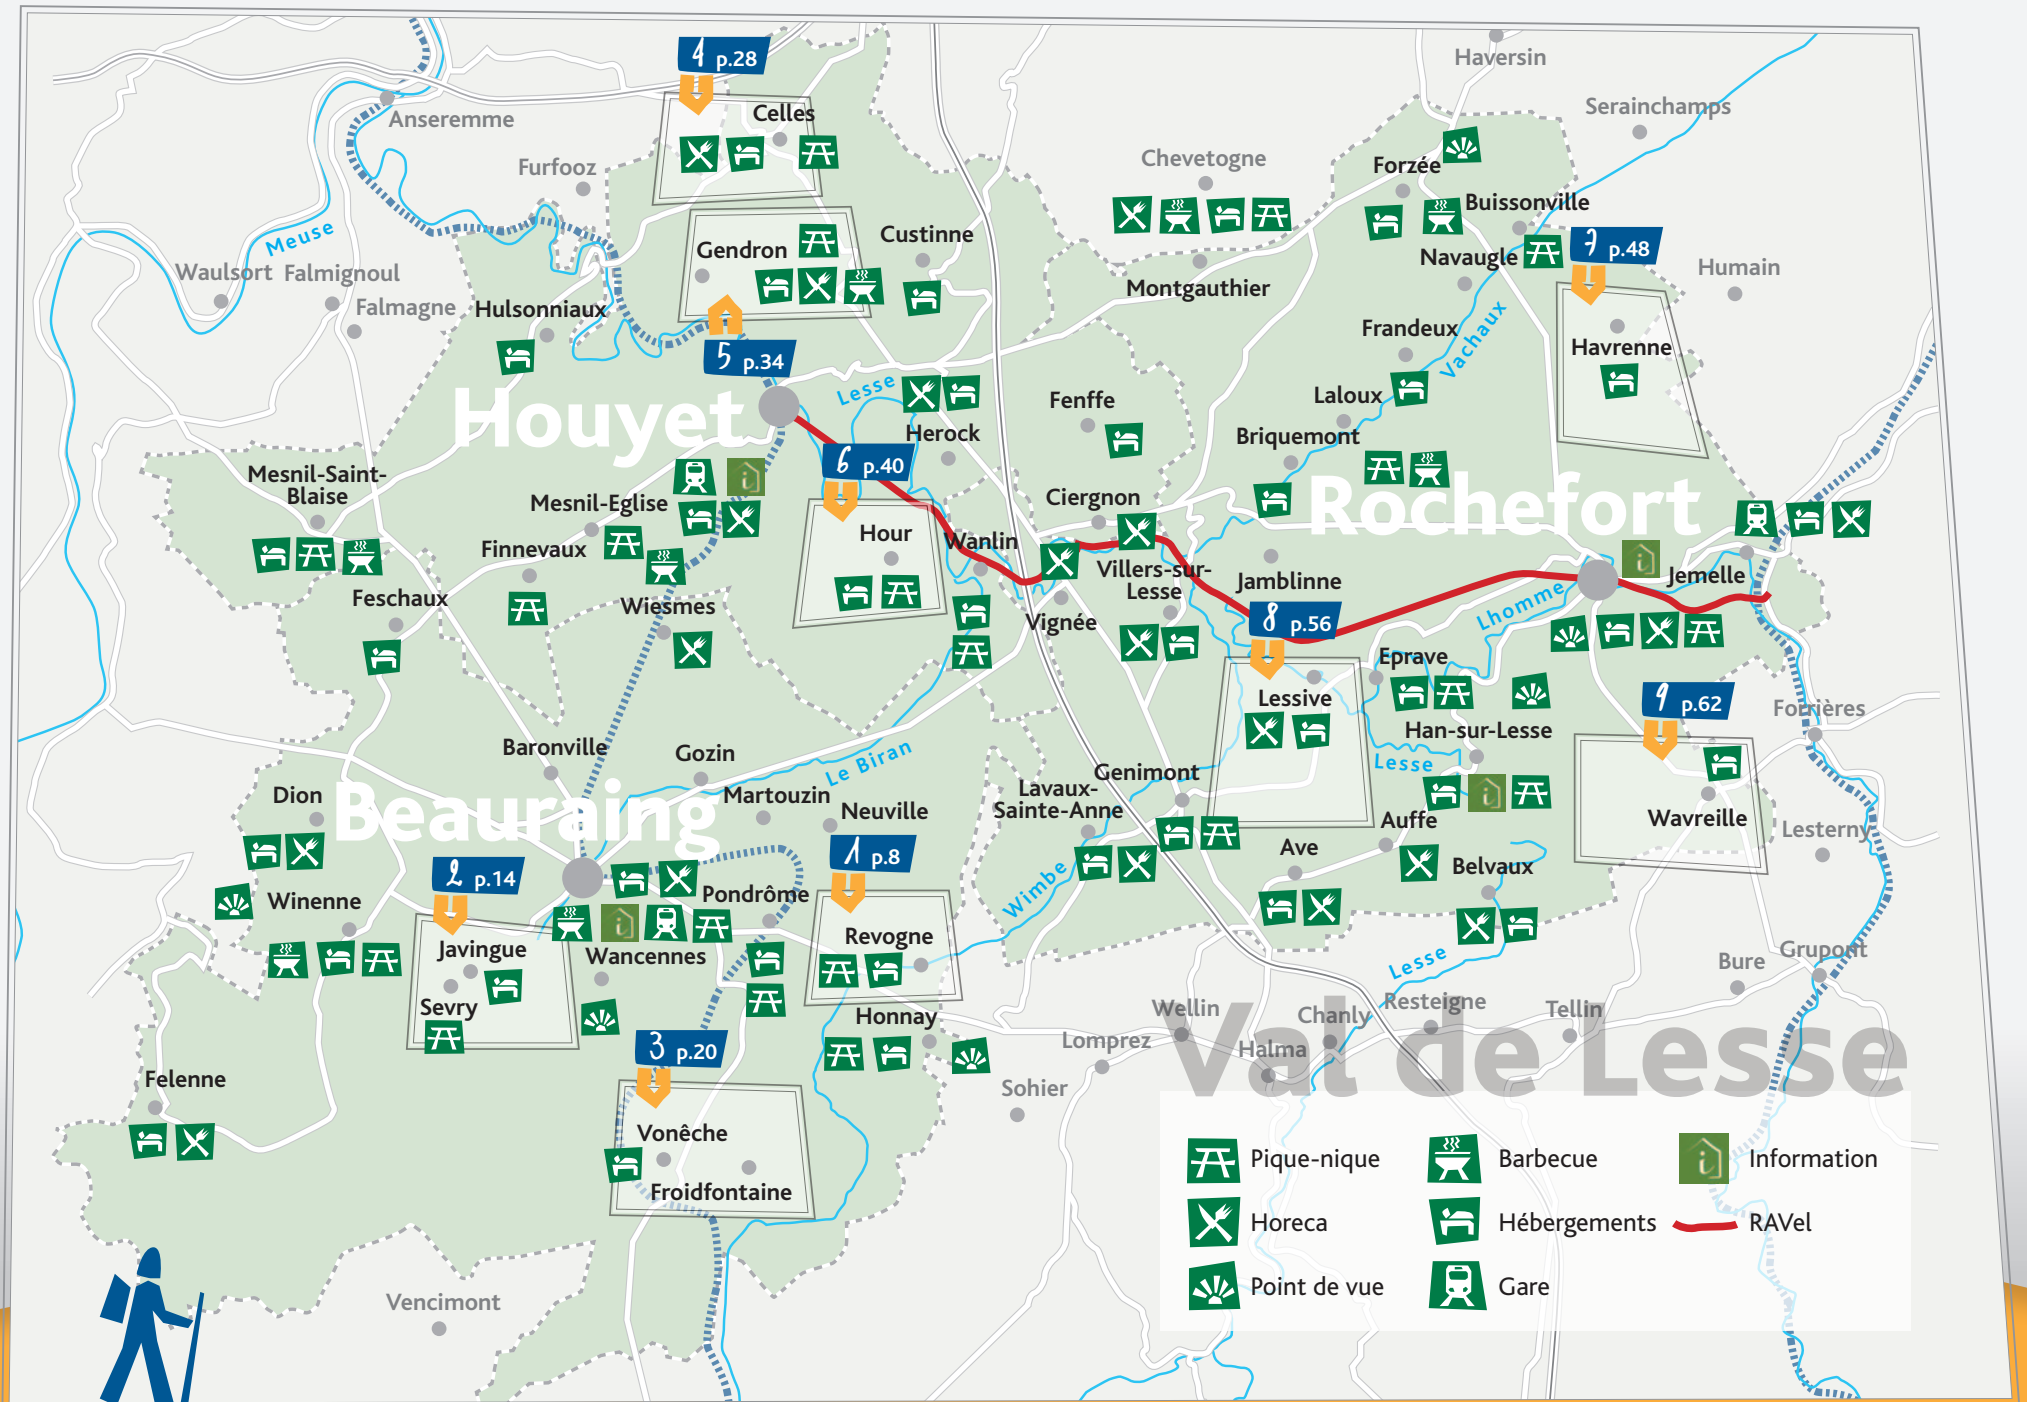 4 p.28
Haversin
Celles
Anseremme
Serainchamps
Furfooz
Chevetogne
Forzée
Buissonville
Meuse
Gendron
Custinne
Navaugle
7 p.48
Waulsort
Falmignoul
Humain
Montgauthier
Falmagne
Hulsonniaux
Frandeux
Vachaux
Havrenne
5 p.34
Houyet
Lesse
Fenffe
Laloux
Herock
Briquemont
6 p.40
Mesnil-Saint-
Blaise
Mesnil-Eglise
Ciergnon
Rochefort
Hour
Wanlin
Finnevaux
Villers-sur-
Lesse
Jamblinne
Jemelle
Feschaux
Wiesmes
Vignée
Lhomme
8 p.56
Eprave
Lessive
9 p.62
Forrières
Han-sur-Lesse
Baronville
Gozin
Le Biran
Lesse
Genimont
Dion
Beauraing
Martouzin
Neuville
Lavaux-
Sainte-Anne
Auffe
Wavreille
Lesterny
1 p.8
Ave
Belvaux
2 p.14
Winenne
Pondrôme
Wimbe
Javingue
Wancennes
Revogne
Lesse
Grupont
Bure
Sevry
Honnay
Wellin
Chanly
Resteigne
Tellin
Val de Lesse
3 p.20
Lomprez
Halma
Felenne
Sohier
Vonêche
Froidfontaine
Pique-nique
Barbecue
Information
Horeca
Hébergements
RAVel
Point de vue
Gare
Vencimont